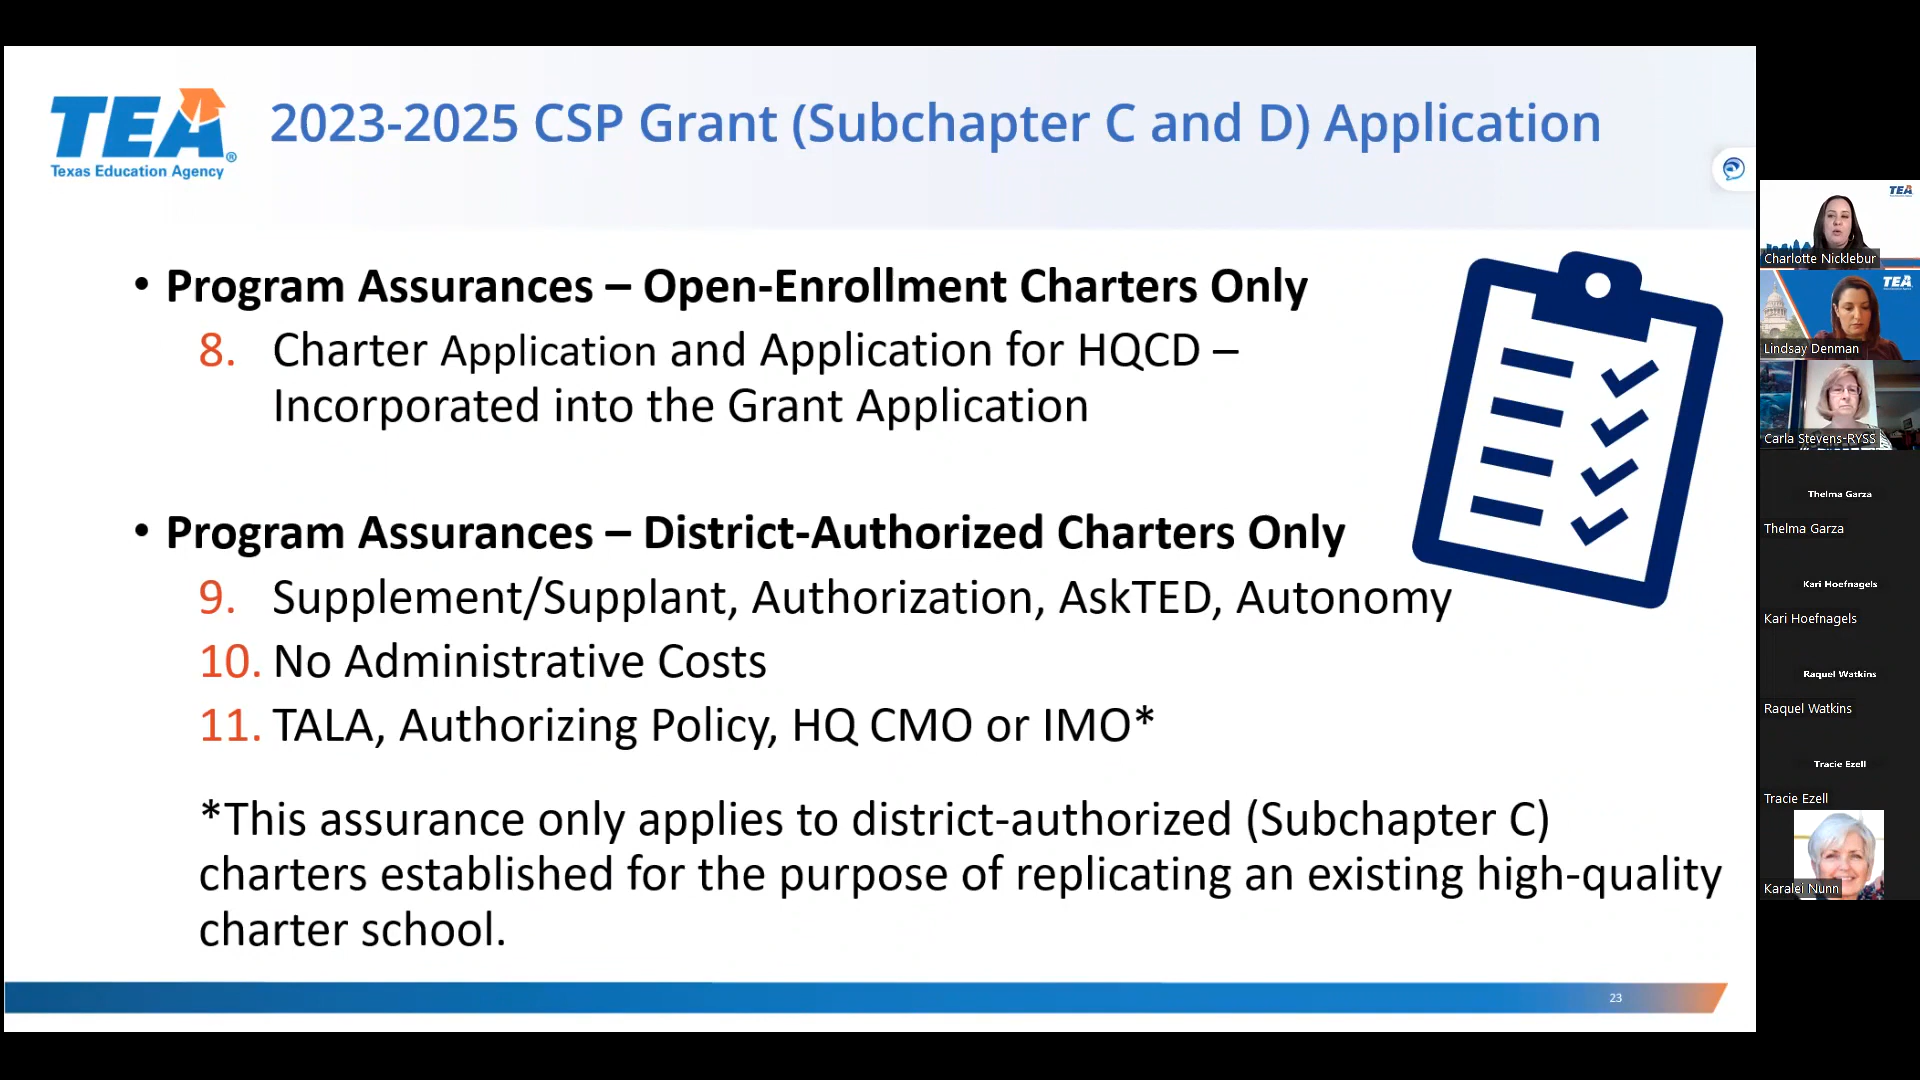 TEA®
Texas Education Agency
2023-2025 CSP Grant (Subchapter C and D) Application
• Program Assurances – Open-Enrollment Charters Only
8. Charter Application and Application for HQCD –
Incorporated into the Grant Application
• Program Assurances – District-Authorized Charters Only
9. Supplement/Supplant, Authorization, AskTED, Autonomy
10. No Administrative Costs
11. TALA, Authorizing Policy, HQ CMO or IMO*
*This assurance only applies to district-authorized (Subchapter C)
charters established for the purpose of replicating an existing high-quality
charter school.
23
TEA
Charlotte Nicklebur
TEA
Lindsay Denman
Carla Stevens-RYSS
Thelma Garza
Thelma Garza
Kari Hoefnagels
Kari Hoefnagels
Raquel Watkins
Raquel Watkins
Tracie Ezell
Tracie Ezell
Karalei Nunn